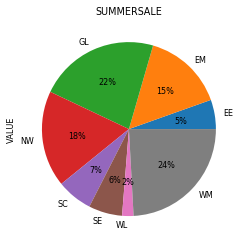 SUMMERSALE
GL
EM
22%
15%
EE
5%
VALUE
NW
18%
7%
6%
2%
24%
SC
SE
WL
WM